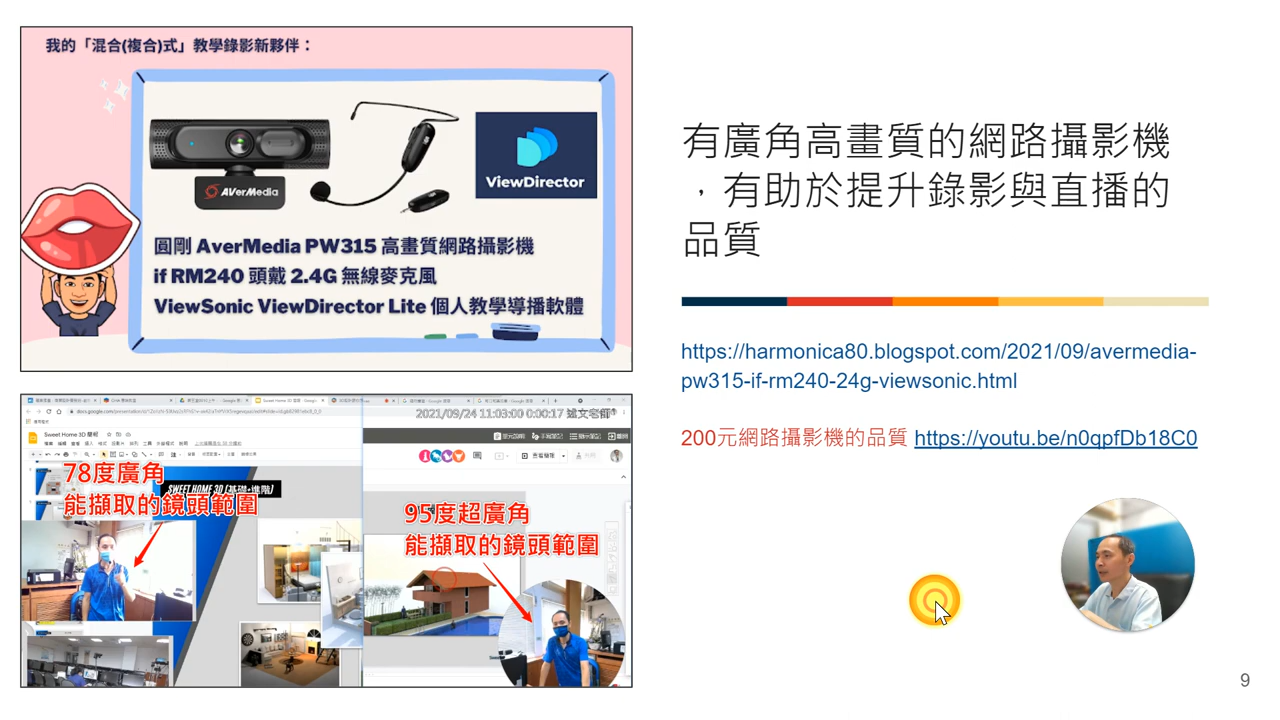 我的「混合(複合)式」教學錄影新夥伴：
AVerMedia
ViewDirector
圓剛 AverMedia PW315 高畫質網路攝影機
if RM240 頭戴 2.4G 無線麥克風
ViewSonic ViewDirector Lite 個人教學導播軟體
有廣角高畫質的網路攝影機
，有助於提升錄影與直播的
品質
https://harmonica80.blogspot.com/2021/09/avermedia-
pw315-if-rm240-24g-viewsonic.html
200元網路攝影機的品質 https://youtu.be/n0qpfDb18C0
2021/09/24 11:03:00 0:00:17
Sweet Home 3D 簡報
SWEET HOME 3D (基礎+進階)
78度廣角
能擷取的鏡頭範圍
95度超廣角
能擷取的鏡頭範圍
9